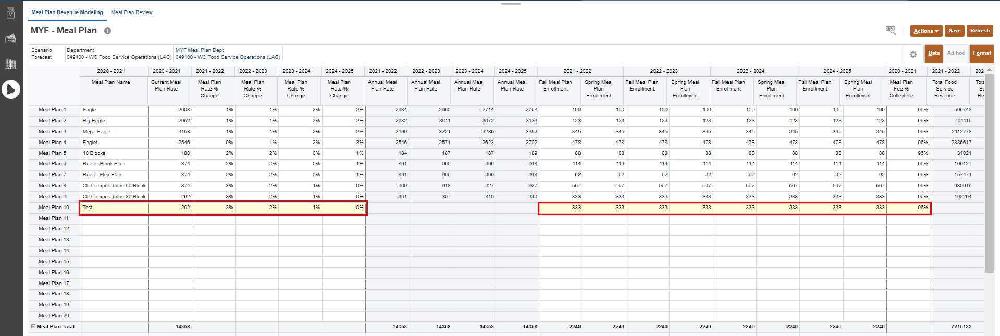 Meal Plan Revenue Modeling Meal Plan Review
MYF - Meal Plan
Actions Save Refresh
Scenario Department MYF Meal Plan Dept
Forecast 049100 - WC Food Service Operations (LAC) 049100 - WC Food Service Operations (LAC)
Data Ad hoc Format
2020 - 2021 2020 - 2021 2021 - 2022 2022 - 2023 2023 - 2024 2024 - 2025 2021 - 2022 2022 - 2023 2023 - 2024 2024 - 2025 2021 - 2022 2022 - 2023 2023 - 2024 2024 - 2025 2020 - 2021 2021 - 2022 202
Meal Plan Name Current Meal Meal Plan Meal Plan Meal Plan Meal Plan Annual Meal Annual Meal Annual Meal Annual Meal Fall Meal Plan Spring Meal Fall Meal Plan Spring Meal Fall Meal Plan Spring Meal Fall Meal Plan Spring Meal Meal Plan Total Food Tota
Plan Rate Rate % Rate % Rate % Rate % Plan Rate Plan Rate Plan Rate Plan Rate Enrollment Plan Enrollment Plan Enrollment Plan Enrollment Plan Fee % Service Se
Change Change Change Change Enrollment Enrollment Enrollment Enrollment Collectible Revenue Re
Meal Plan 1 Eagle 2608 1% 1% 2% 2% 2634 2660 2714 2768 100 100 100 100 100 100 100 100 96% 505743
Meal Plan 2 Big Eagle 2952 1% 1% 2% 2% 2982 3011 3072 3133 123 123 123 123 123 123 123 123 96% 704116
Meal Plan 3 Mega Eagle 3158 1% 1% 2% 2% 3190 3221 3286 3352 345 345 345 345 345 345 345 345 96% 2112778
Meal Plan 4 Eaglet 2546 0% 1% 2% 3% 2546 2571 2623 2702 478 478 478 478 478 478 478 478 96% 2336617
Meal Plan 5 10 Blocks 180 2% 2% 0% 1% 184 187 187 189 88 88 88 88 88 88 88 88 96% 31021
Meal Plan 6 Rueter Block Plan 874 2% 2% 0% 1% 891 909 909 918 114 114 114 114 114 114 114 114 96% 195127
Meal Plan 7 Rueter Flex Plan 874 2% 2% 0% 1% 891 909 909 918 92 92 92 92 92 92 92 92 96% 157471
Meal Plan 8 Off Campus Talon 60 Block 874 3% 2% 1% 0% 900 918 927 927 567 567 567 567 567 567 567 567 96% 980016
Meal Plan 9 Off Campus Talon 20 Block 292 3% 2% 1% 0% 301 307 310 310 333 333 333 333 333 333 333 333 96% 192294
Meal Plan 10 Test 292 3% 2% 1% 0% 333 333 333 333 333 333 333 333 96%
Meal Plan 11
Meal Plan 12
Meal Plan 13
Meal Plan 14
Meal Plan 15
Meal Plan 16
Meal Plan 17
Meal Plan 18
Meal Plan 19
Meal Plan 20
Meal Plan Total 14358 14358 14358 14358 14358 2240 2240 2240 2240 2240 2240 2240 2240 7215183